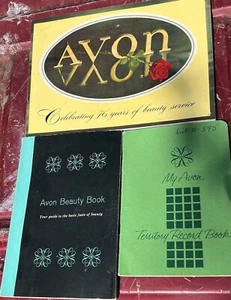 AVON
Celebrating 76 years of beauty service
Avon Beauty Book
Your guide to the basic facts of beauty
My Avon
Territory Record Book